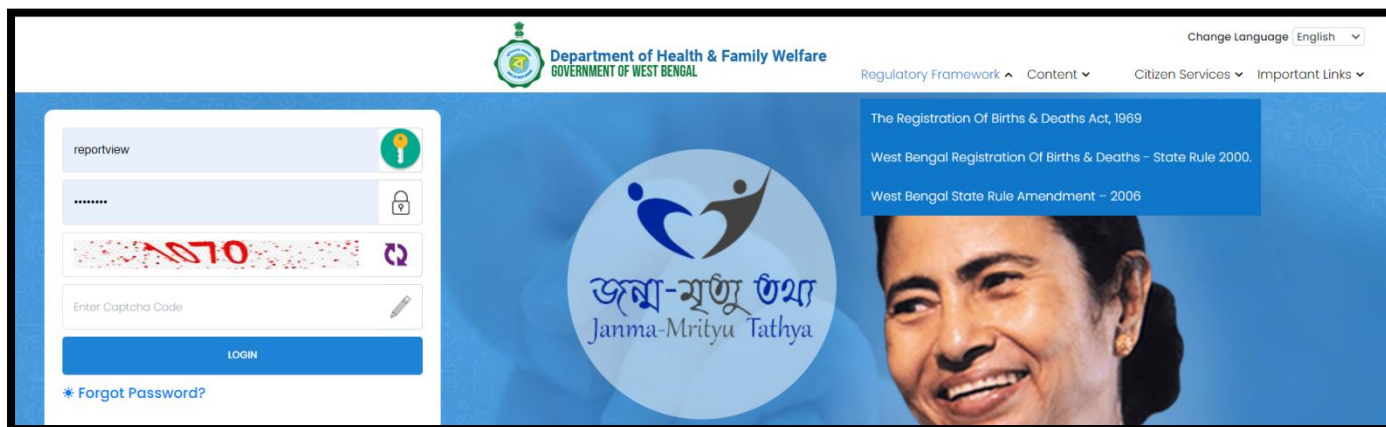 Change Language English
Department of Health & Family Welfare
GOVERNMENT OF WEST BENGAL
Regulatory Framework Content Citizen Services Important Links
The Registration Of Births & Deaths Act, 1969
West Bengal Registration Of Births & Deaths - State Rule 2000.
West Bengal State Rule Amendment – 2006
reportview
••••••••
1070
Enter Captcha Code
LOGIN
Forgot Password?
জন্ম-মৃত্যু তথ্য
Janma-Mrityu Tathya